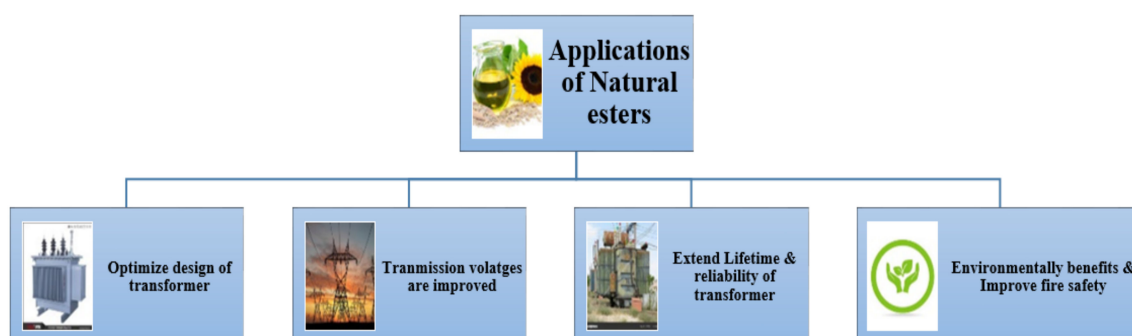 Applications
of Natural
esters
Optimize design of
transformer
Tranmission volatges
are improved
Extend Lifetime &
reliability of
transformer
Environmentally benefits &
Improve fire safety